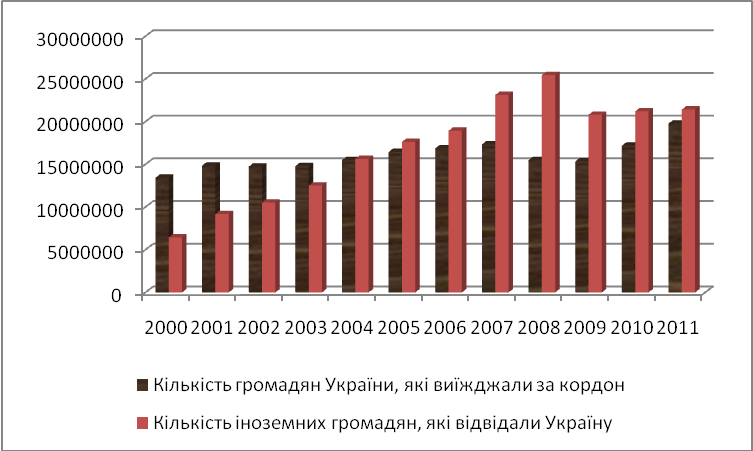 30000000
25000000
20000000
15000000
10000000
5000000
0
2000 2001 2002 2003 2004 2005 2006 2007 2008 2009 2010 2011
Кількість громадян України, які виїжджали за кордон
Кількість іноземних громадян, які відвідали Україну